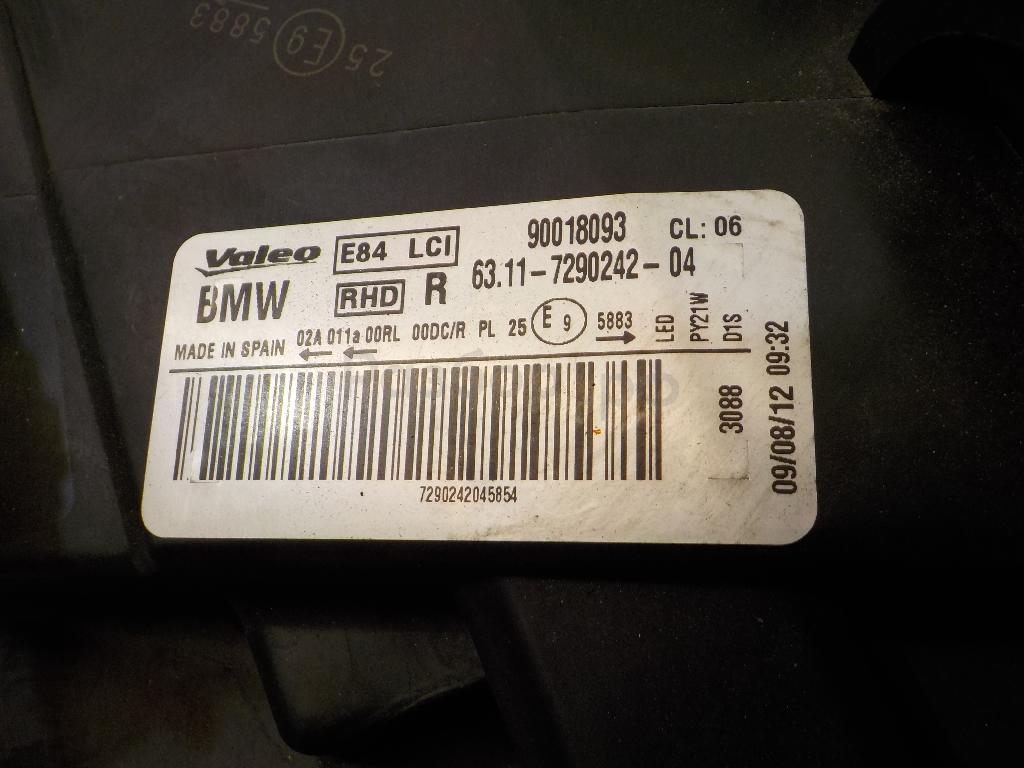 25 E9 5883
Valeo E84 LCI 90018093 CL: 06
BMW RHD R 63.11-7290242-04
MADE IN SPAIN 02A 011a 00RL 00DC/R PL 25 E 9 5883
LED
PY21W
D1S
3088
09/08/12 09:32
7290242045854